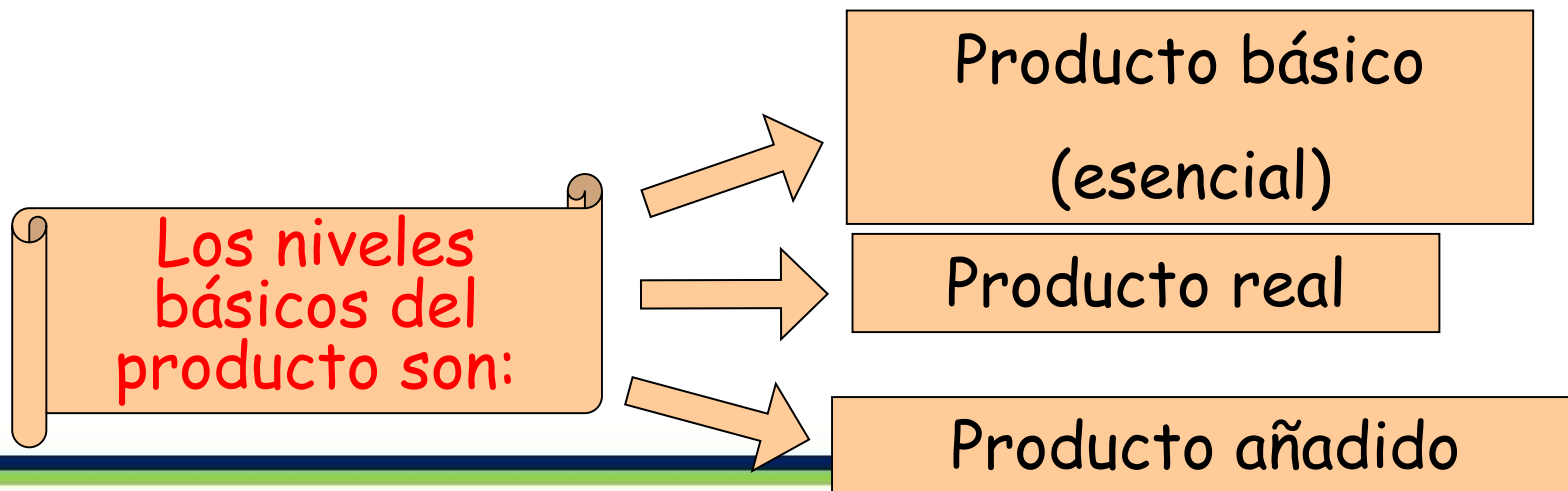 Los niveles
básicos del
producto son:
Producto básico
(esencial)
Producto real
Producto añadido